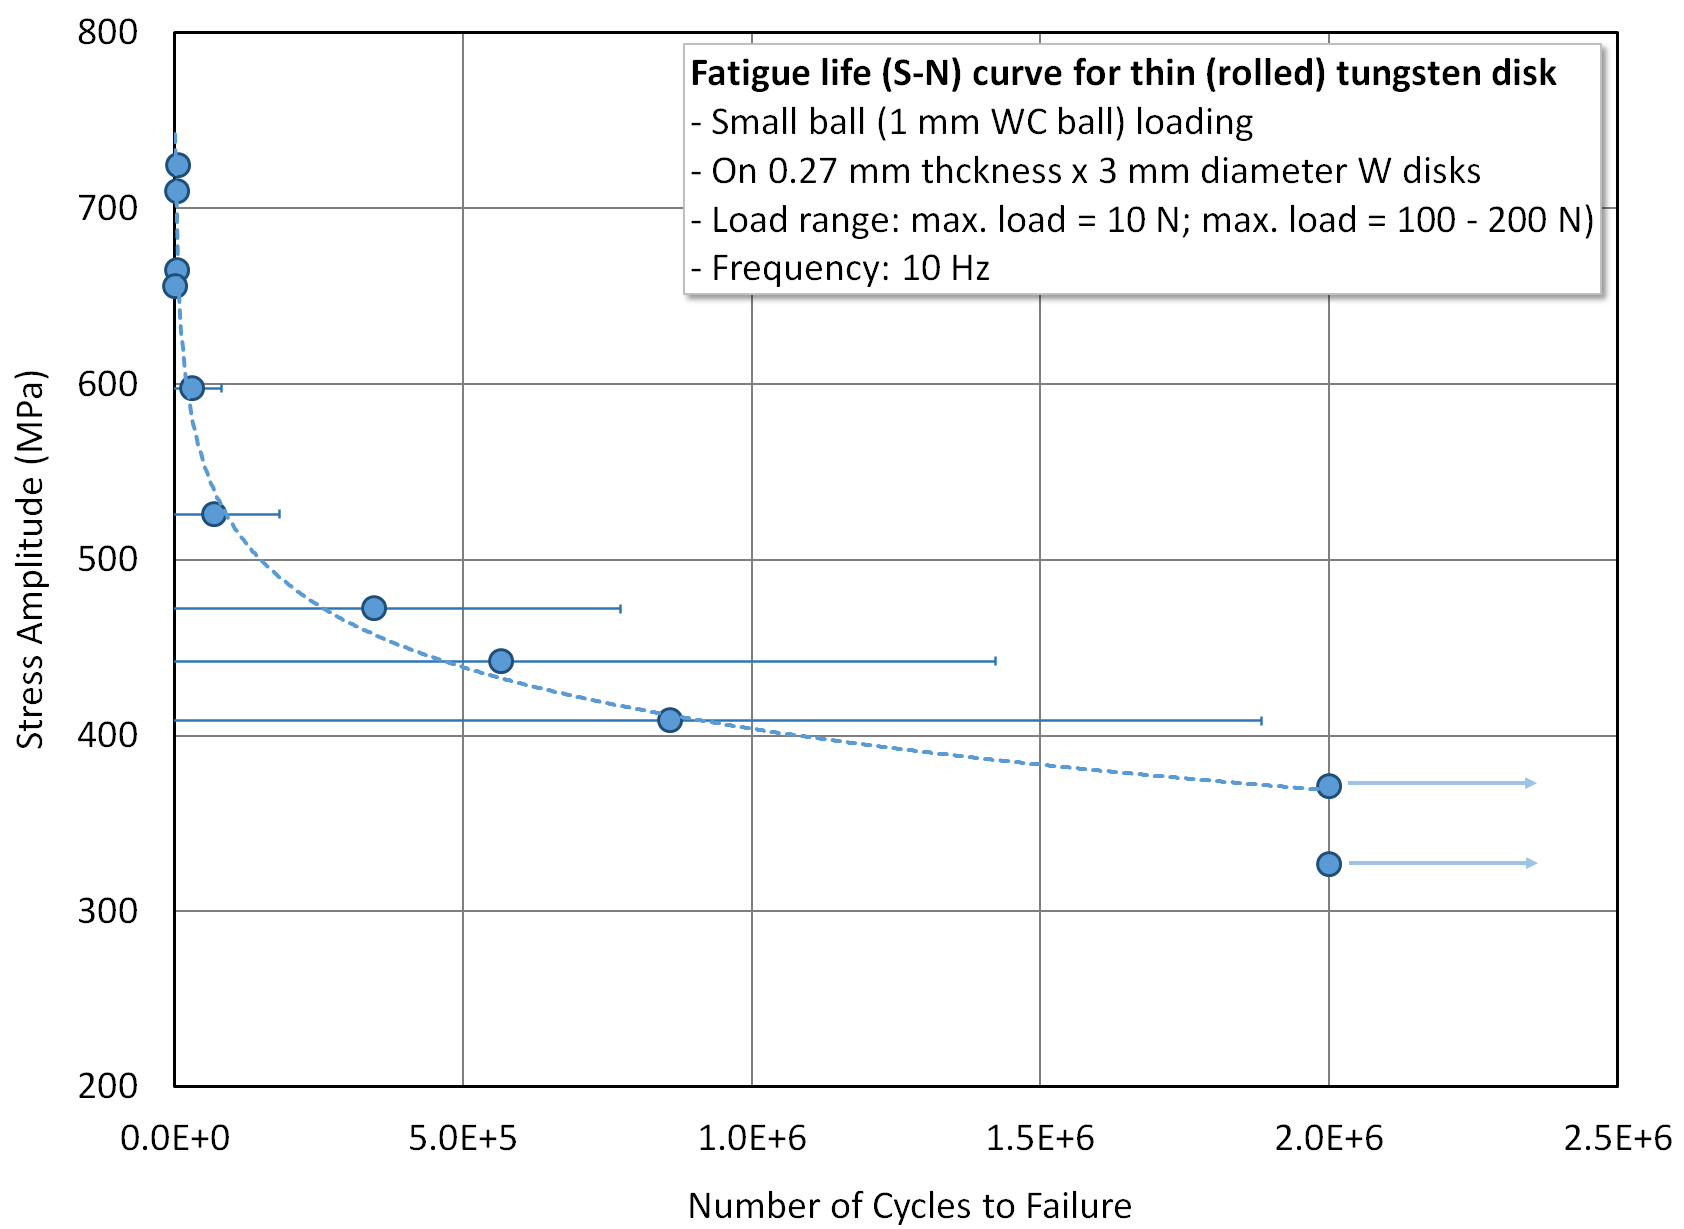 800
Fatigue life (S-N) curve for thin (rolled) tungsten disk
- Small ball (1 mm WC ball) loading
- On 0.27 mm thckness x 3 mm diameter W disks
- Load range: max. load = 10 N; max. load = 100 - 200 N)
- Frequency: 10 Hz
700
600
500
400
300
200
Stress Amplitude (MPa)
0.0E+0 5.0E+5 1.0E+6 1.5E+6 2.0E+6 2.5E+6
Number of Cycles to Failure